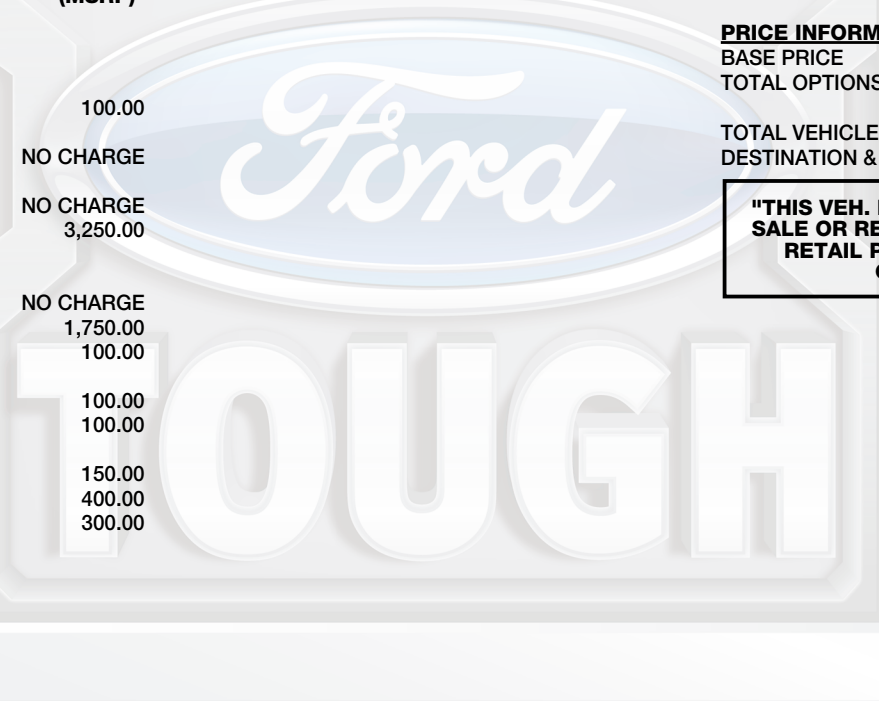 100.00
NO CHARGE
NO CHARGE
3,250.00
NO CHARGE
1,750.00
100.00
100.00
100.00
150.00
400.00
300.00
PRICE INFORM
BASE PRICE
TOTAL OPTIONS
TOTAL VEHICLE
DESTINATION &
"THIS VEH.
SALE OR RE
RETAIL
Ford
TOUGH